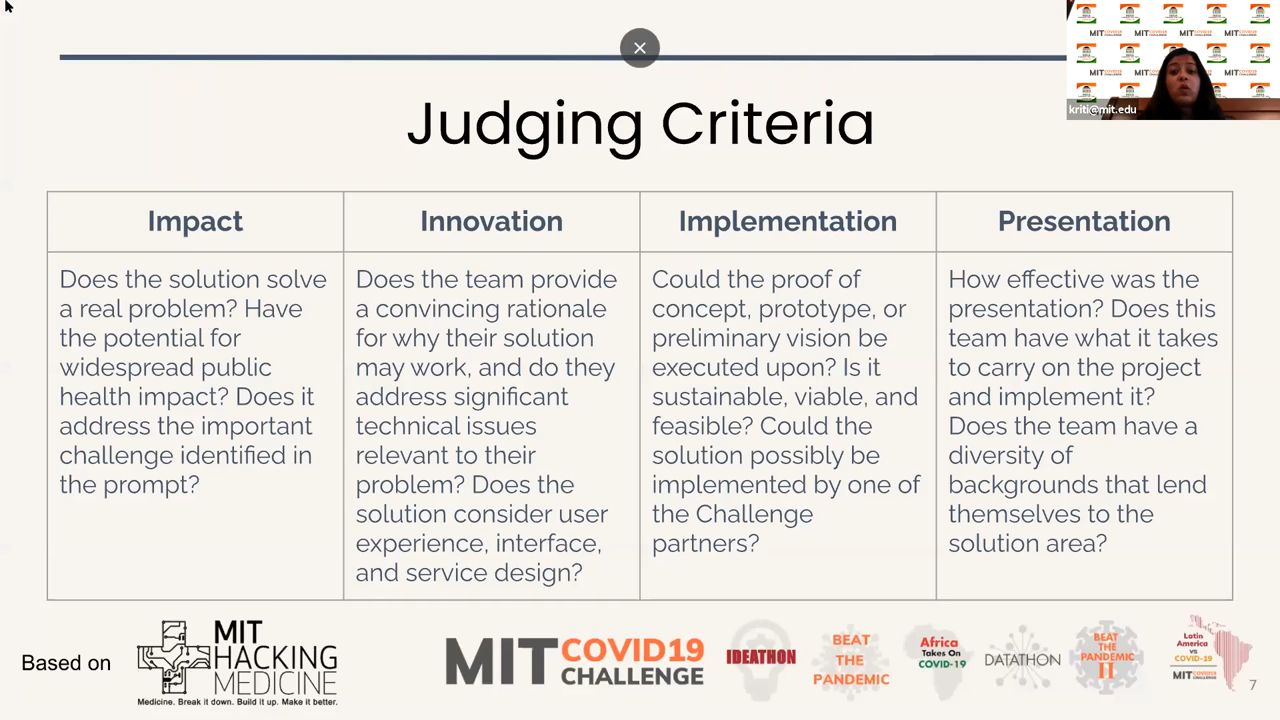 MIT COVID19
CHALLENGE
kriti@mit.edu
Judging Criteria
Impact
Does the solution solve
a real problem? Have
the potential for
widespread public
health impact? Does it
address the important
challenge identified in
the prompt?
Innovation
Does the team provide
a convincing rationale
for why their solution
may work, and do they
address significant
technical issues
relevant to their
problem? Does the
solution consider user
experience, interface,
and service design?
Implementation
Could the proof of
concept, prototype, or
preliminary vision be
executed upon? Is it
sustainable, viable, and
feasible? Could the
solution possibly be
implemented by one of
the Challenge
partners?
Presentation
How effective was the
presentation? Does this
team have what it takes
to carry on the project
and implement it?
Does the team have a
diversity of
backgrounds that lend
themselves to the
solution area?
Based on
MIT
HACKING
MEDICINE
Medicine. Break it down. Build it up. Make it better.
MIT COVID19
CHALLENGE
IDEATHON
BEAT
THE
PANDEMIC
Africa
Takes On
COVID-19
DATATHON
BEAT
THE
PANDEMIC
II
Latin
America
vs
COVID-19
MIT COVID19
CHALLENGE
7